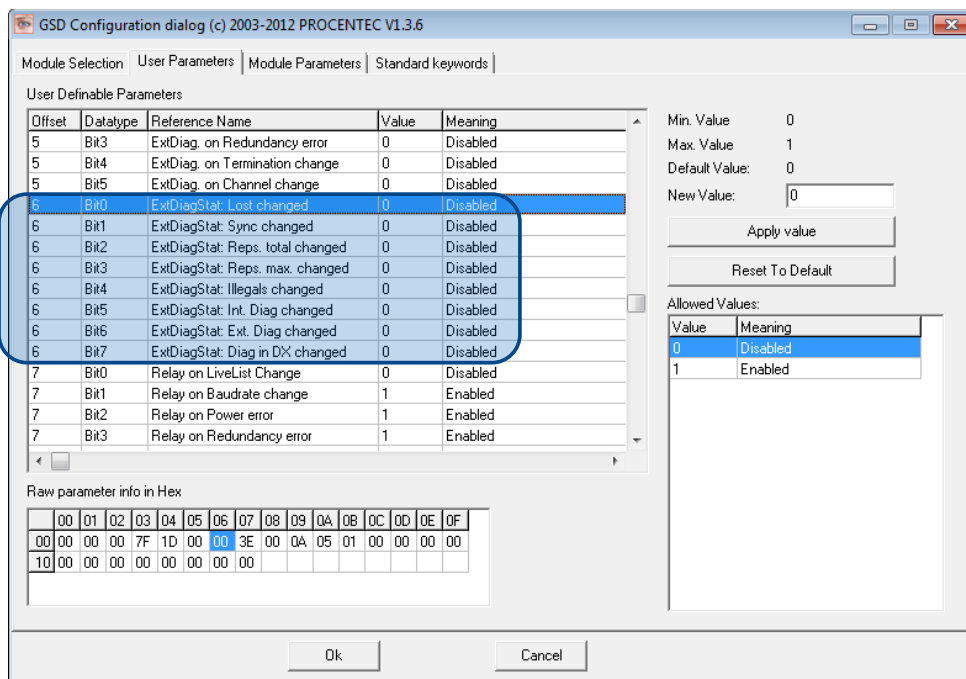 GSD Configuration dialog (c) 2003-2012 PROCENTEC V1.3.6
Module Selection User Parameters Module Parameters Standard keywords
User Definable Parameters
Offset Datatype Reference Name Value Meaning
5 Bit3 ExtDiag. on Redundancy error 0 Disabled
5 Bit4 ExtDiag. on Termination change 0 Disabled
5 Bit5 ExtDiag. on Channel change 0 Disabled
6 Bit0 ExtDiagStat: Lost changed 0 Disabled
6 Bit1 ExtDiagStat: Sync changed 0 Disabled
6 Bit2 ExtDiagStat: Reps. total changed 0 Disabled
6 Bit3 ExtDiagStat: Reps. max. changed 0 Disabled
6 Bit4 ExtDiagStat: Illegals changed 0 Disabled
6 Bit5 ExtDiagStat: Int. Diag changed 0 Disabled
6 Bit6 ExtDiagStat: Ext. Diag changed 0 Disabled
6 Bit7 ExtDiagStat: Diag in DX changed 0 Disabled
7 Bit0 Relay on LiveList Change 0 Disabled
7 Bit1 Relay on Baudrate change 1 Enabled
7 Bit2 Relay on Power error 1 Enabled
7 Bit3 Relay on Redundancy error 1 Enabled
Min. Value 0
Max. Value 1
Default Value: 0
New Value: 0
Apply value
Reset To Default
Allowed Values:
Value Meaning
0 Disabled
1 Enabled
Raw parameter info in Hex
00 01 02 03 04 05 06 07 08 09 0A 0B 0C 0D 0E 0F
00 00 00 00 7F 1D 00 00 3E 00 0A 05 01 00 00 00 00
10 00 00 00 00 00 00 00 00
Ok Cancel